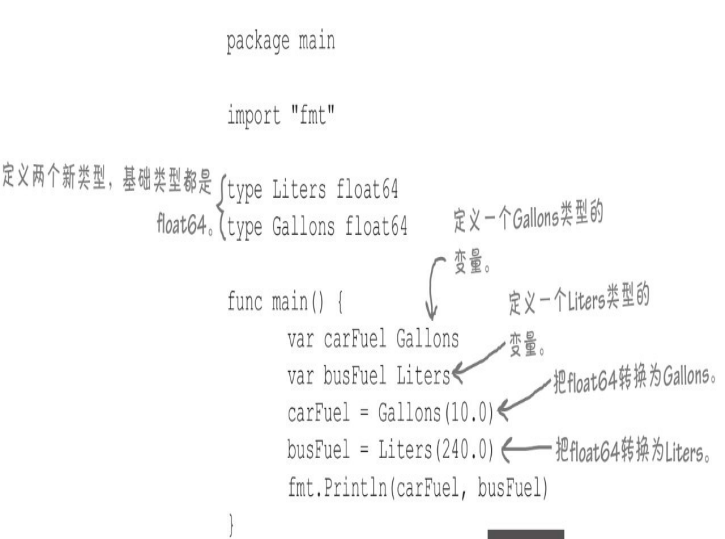 package main
import "fmt"
定义两个新类型，基础类型都是
float64。
type Liters float64
type Gallons float64
定义一个Gallons类型的
变量。
func main() {
定义一个Liters类型的
变量。
var carFuel Gallons
var busFuel Liters
carFuel = Gallons(10.0)
把float64转换为Gallons。
busFuel = Liters(240.0)
把float64转换为Liters。
fmt.Println(carFuel, busFuel)
}